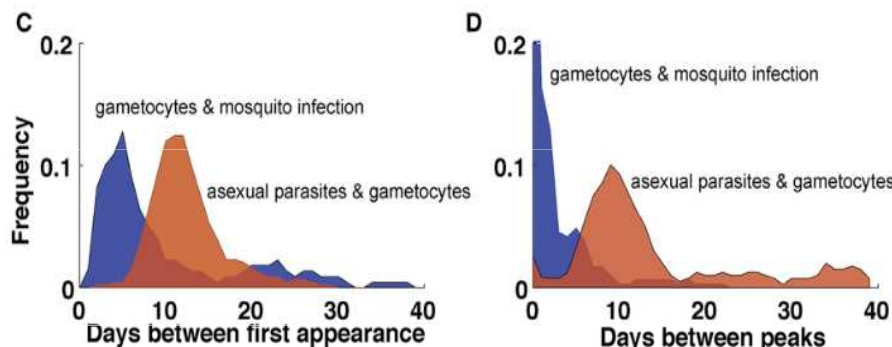 C
0.2
gametocytes & mosquito infection
0.1
asexual parasites & gametocytes
Frequency
0
0 10 20 30 40
Days between first appearance
D
0.2
gametocytes & mosquito infection
0.1
asexual parasites & gametocytes
0
0 10 20 30 40
Days between peaks